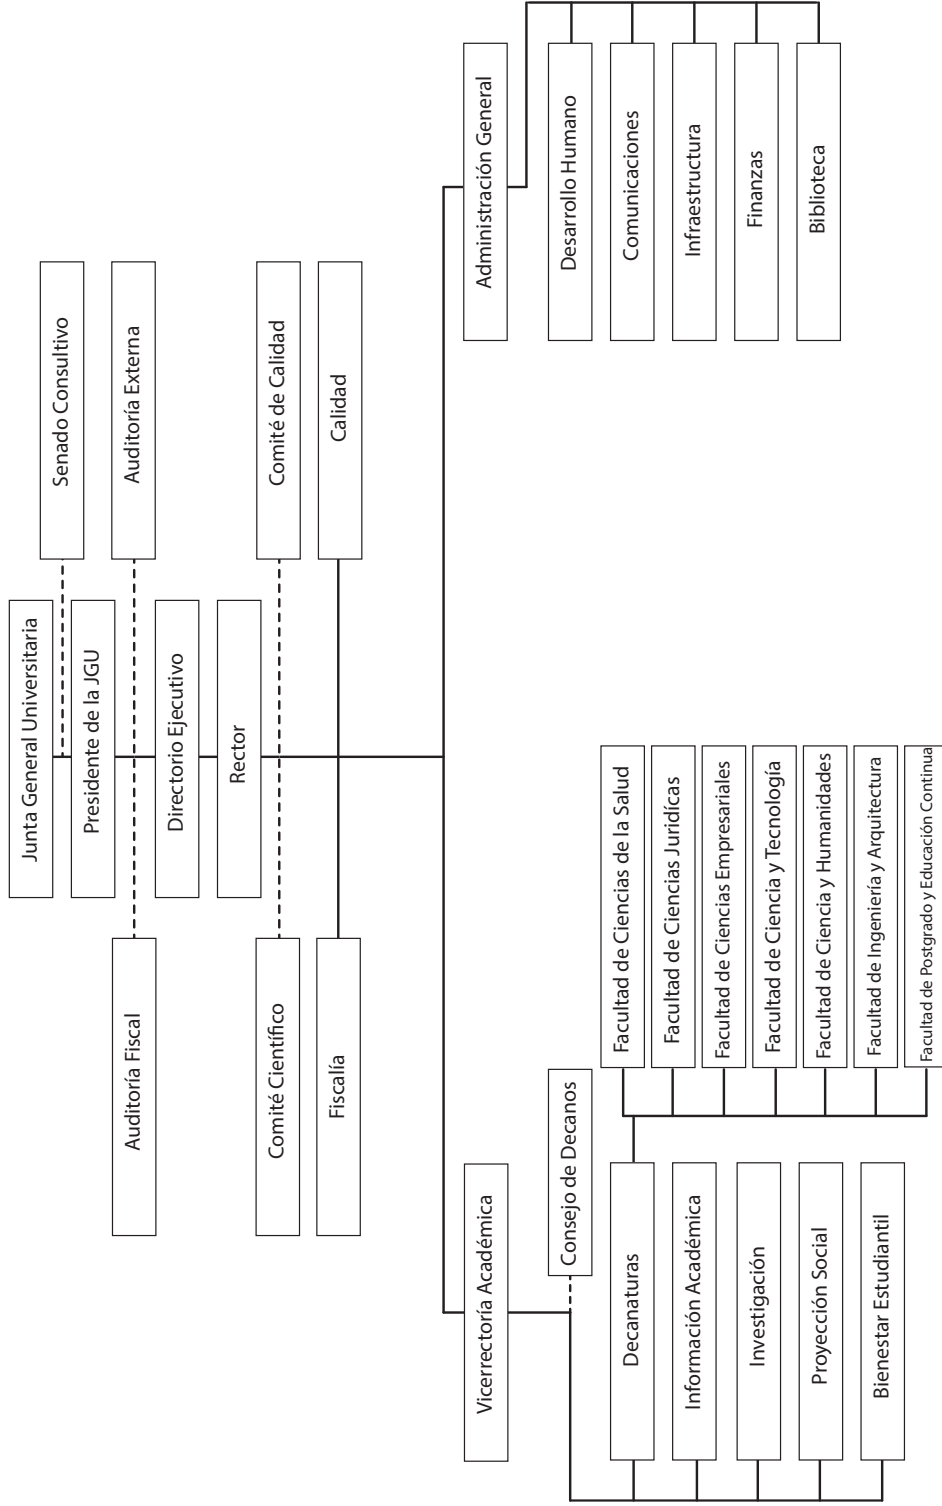 Junta General Universitaria
Senado Consultivo
Presidente de la JGU
Auditoría Fiscal
Auditoría Externa
Directorio Ejecutivo
Rector
Comité Científico
Comité de Calidad
Fiscalía
Calidad
Vicerrectoría Académica
Administración General
Consejo de Decanos
Decanaturas
Información Académica
Investigación
Proyección Social
Bienestar Estudiantil
Facultad de Ciencias de la Salud
Facultad de Ciencias Juridícas
Facultad de Ciencias Empresariales
Facultad de Ciencia y Tecnología
Facultad de Ciencia y Humanidades
Facultad de Ingeniería y Arquitectura
Facultad de Postgrado y Educación Continua
Desarrollo Humano
Comunicaciones
Infraestructura
Finanzas
Biblioteca